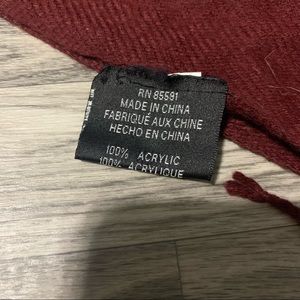 RN 85591
MADE IN CHINA
FABRIQUÉ AUX CHINE
HECHO EN CHINA
100% ACRYLIC
100% ACRYLIQUE